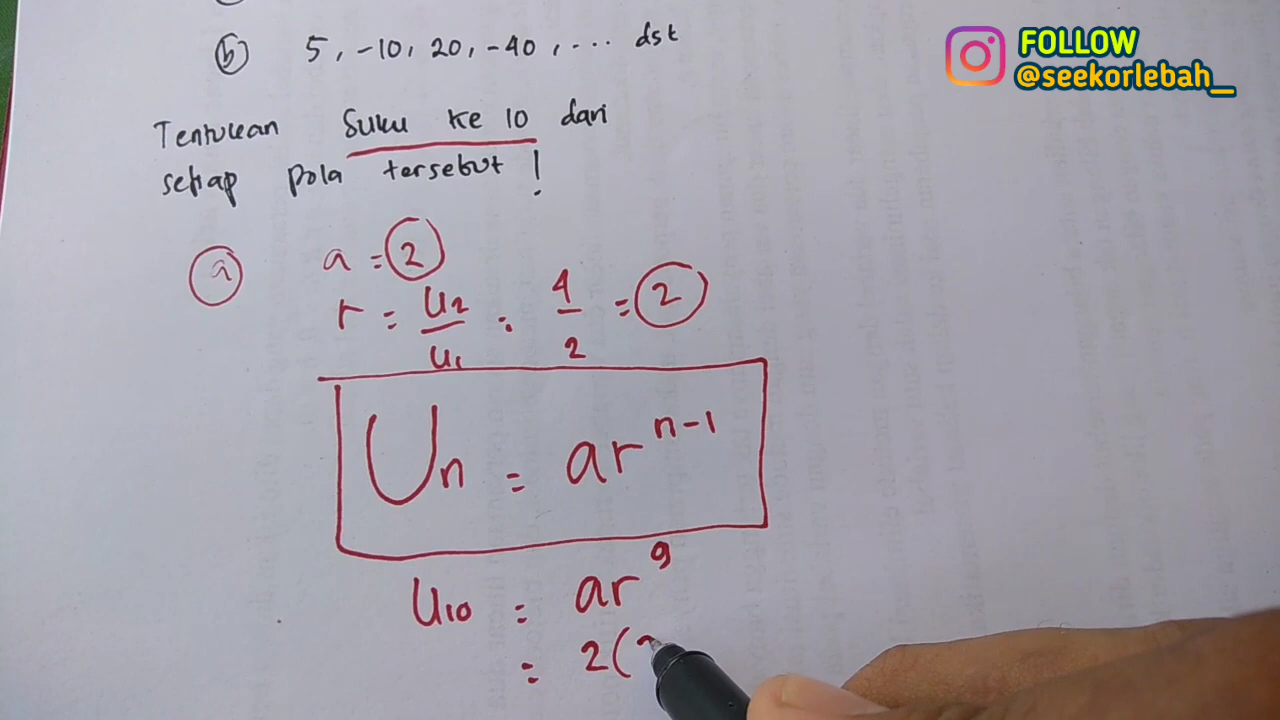 FOLLOW
@seekorlebah_
b 5, -10, 20, -40, ... dst
Tentukan Suku ke 10 dari
setiap pola tersebut !
a a = 2
r = U2/U1 = 4/2 = 2
Un = ar^n-1
U10 = ar^9
= 2(